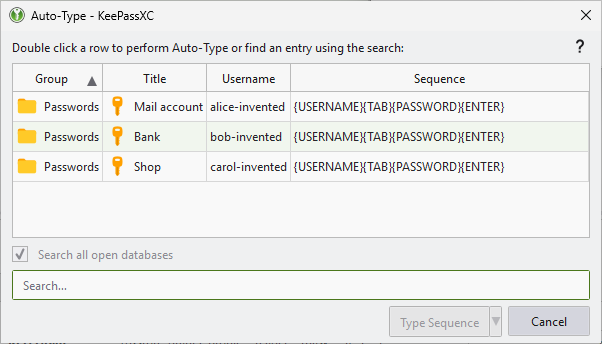 Auto-Type - KeePassXC
Double click a row to perform Auto-Type or find an entry using the search:
?
Group Title Username Sequence
Passwords Mail account alice-invented {USERNAME}{TAB}{PASSWORD}{ENTER}
Passwords Bank bob-invented {USERNAME}{TAB}{PASSWORD}{ENTER}
Passwords Shop carol-invented {USERNAME}{TAB}{PASSWORD}{ENTER}
Search all open databases
Search...
Type Sequence Cancel